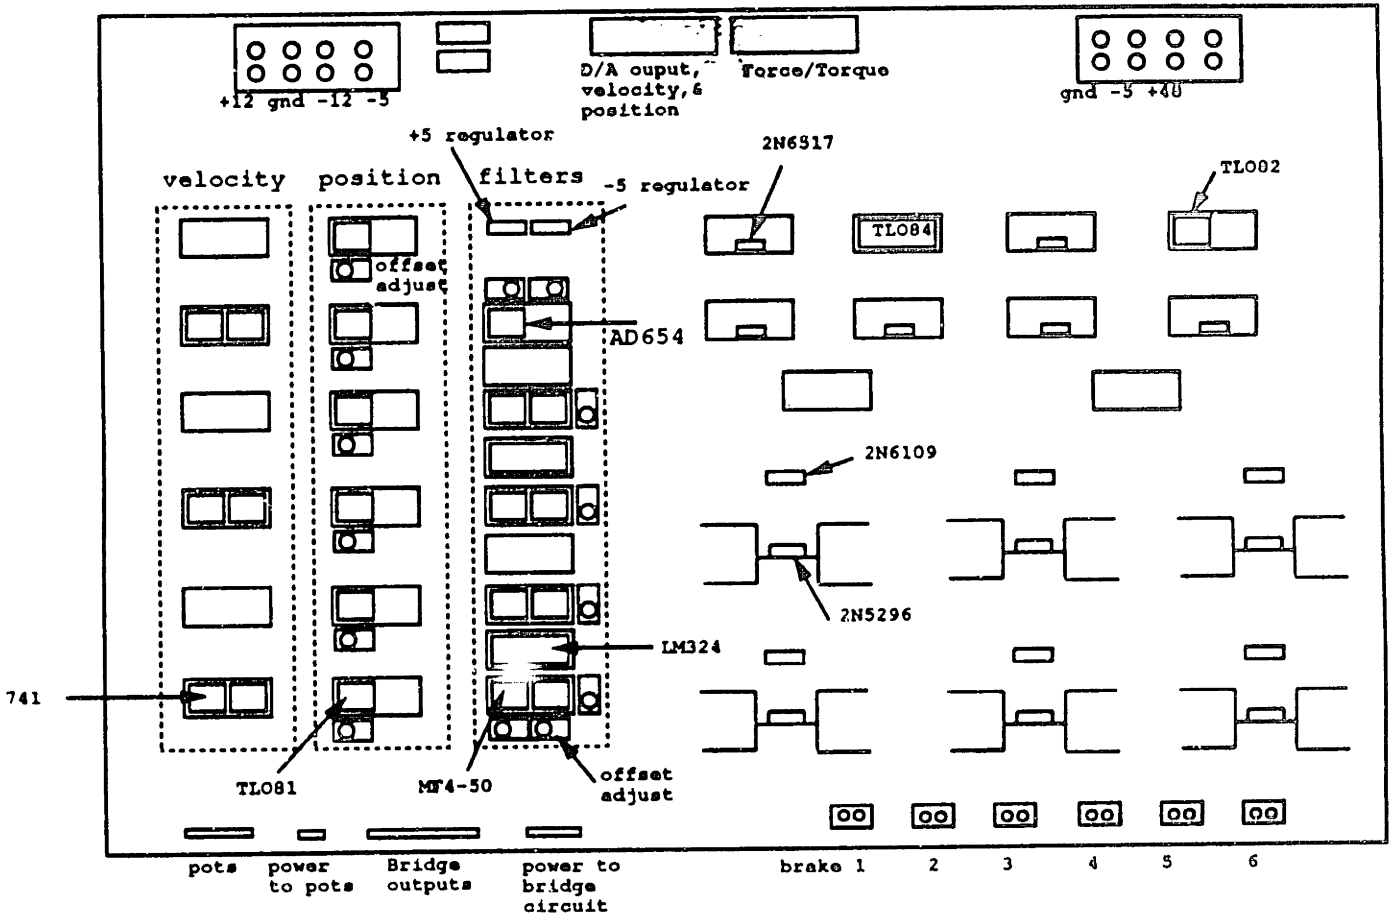 +12 gnd -12 -5
D/A ouput,
velocity,&
position
Force/Torque
gnd -5 +40
+5 regulator
2N6517
velocity
position
filters
-5 regulator
TL082
TL084
offset
adjust
AD654
2N6109
2N5296
LM324
741
TL081
MF4-50
offset
adjust
pots
power
to pots
Bridge
outputs
power to
bridge
circuit
brake 1
2
3
4
5
6